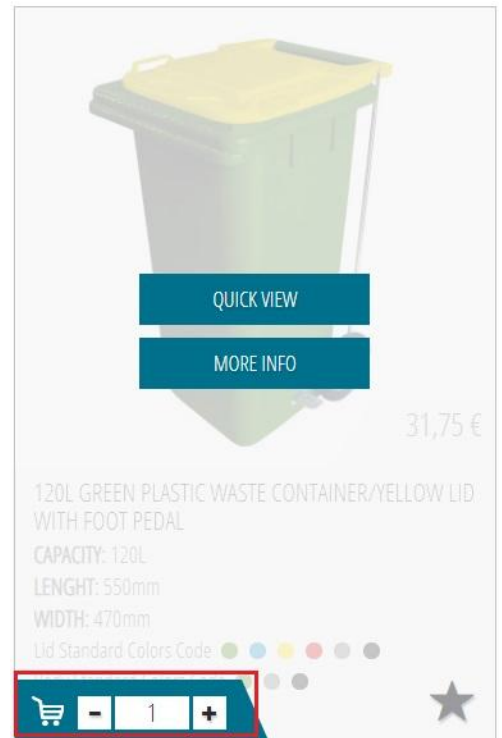 QUICK VIEW
MORE INFO
31,75 €
120L GREEN PLASTIC WASTE CONTAINER/YELLOW LID
WITH FOOT PEDAL
CAPACITY: 120L
LENGHT: 550mm
WIDTH: 470mm
Lid Standard Colors Code
- 1 +